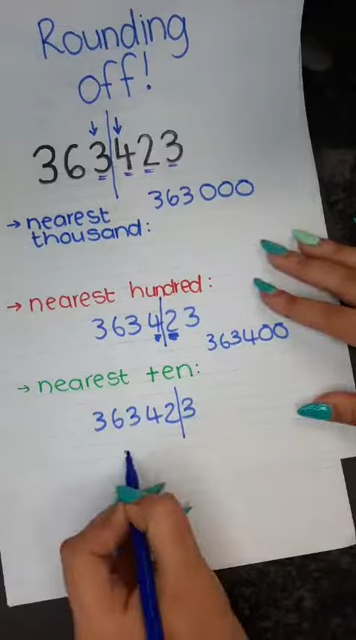 Rounding
off!
363423
363000
→ nearest
thousand:
→ nearest hundred:
363423
363400
→ nearest ten:
363423